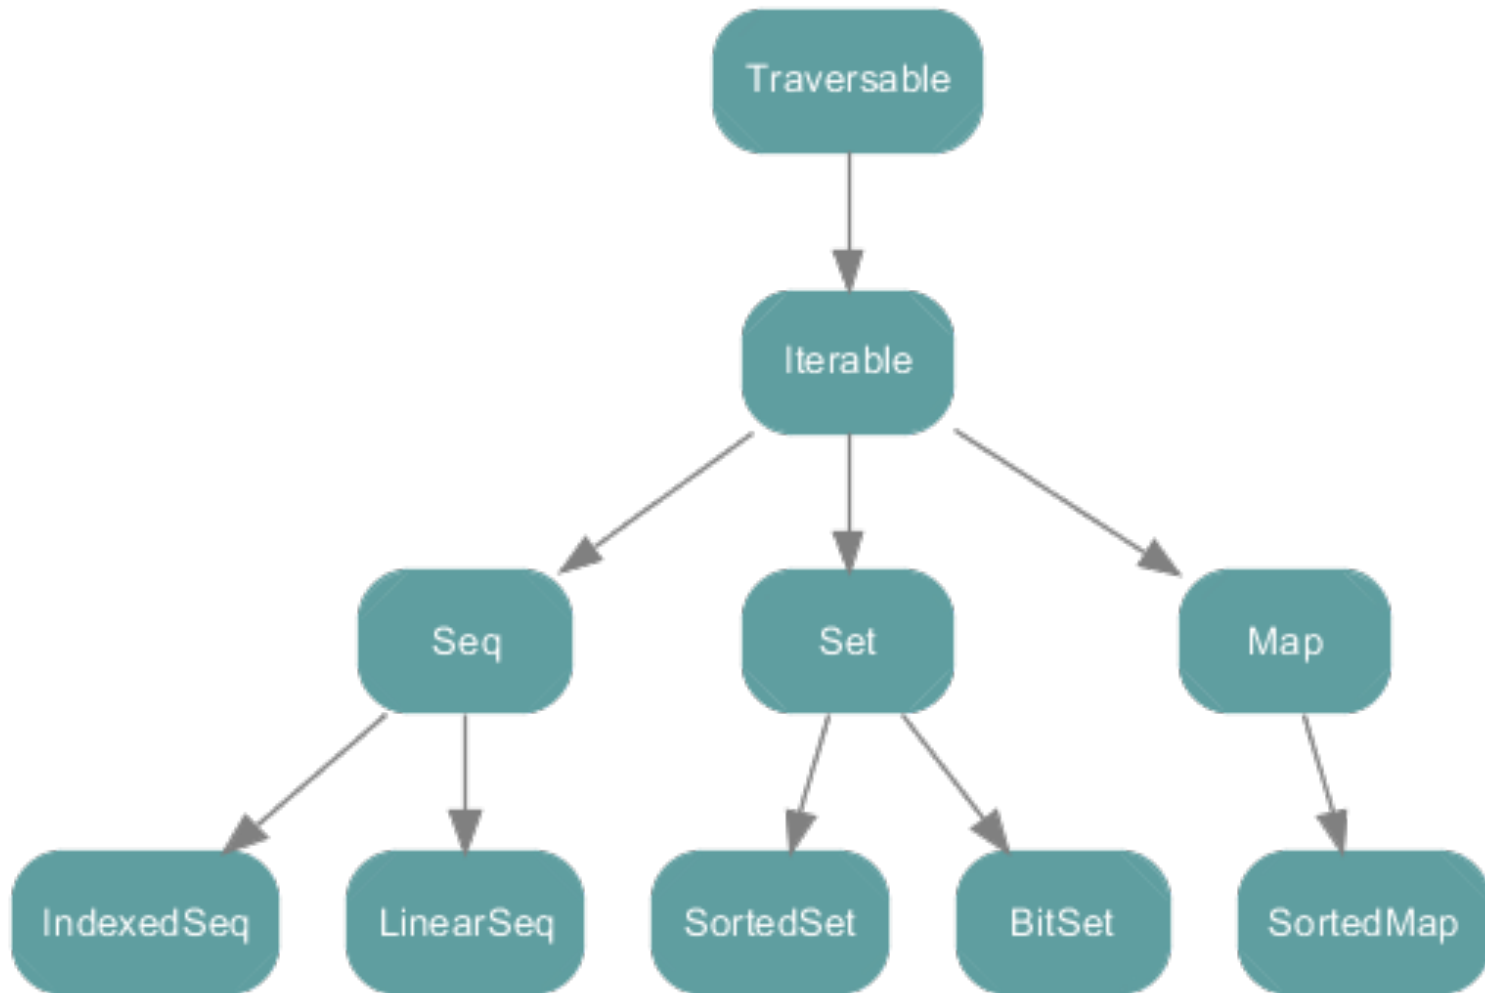 Traversable
Iterable
Seq
Set
Map
IndexedSeq
LinearSeq
SortedSet
BitSet
SortedMap